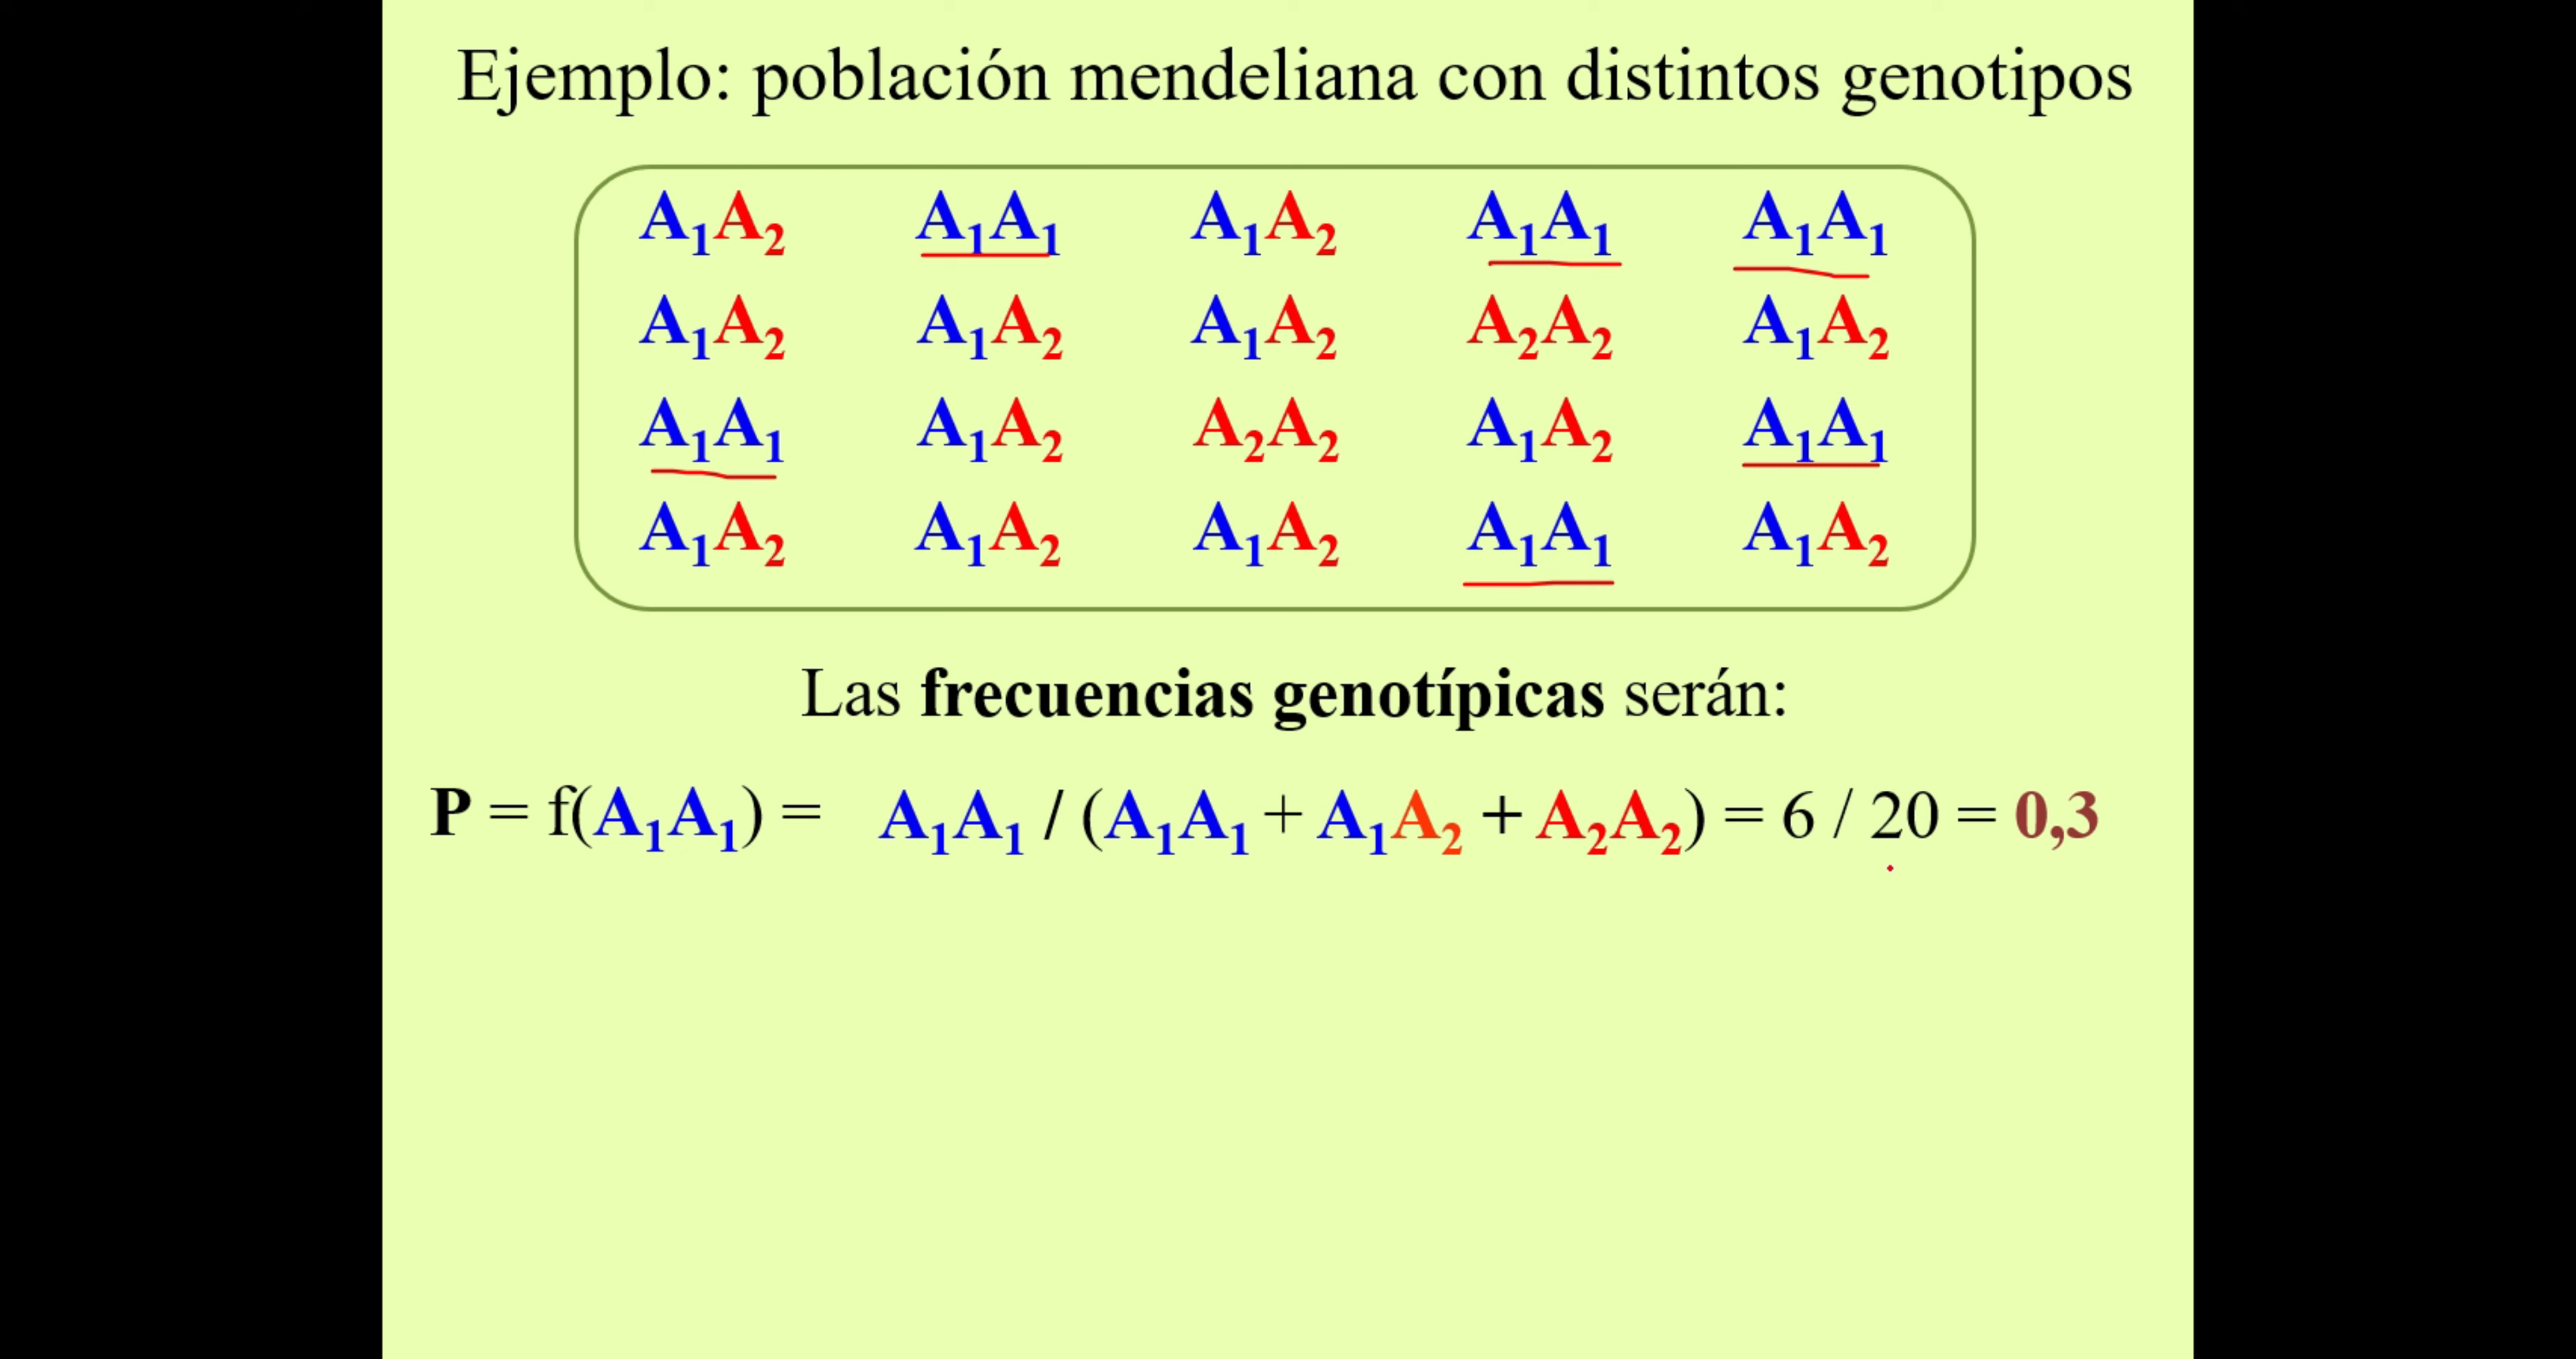 Ejemplo: población mendeliana con distintos genotipos
A₁A₂ A₁A₁ A₁A₂ A₁A₁ A₁A₁
A₁A₂ A₁A₂ A₁A₂ A₂A₂ A₁A₂
A₁A₁ A₁A₂ A₂A₂ A₁A₂ A₁A₁
A₁A₂ A₁A₂ A₁A₂ A₁A₁ A₁A₂
Las frecuencias genotípicas serán:
P = f(A₁A₁) = A₁A₁ / (A₁A₁ + A₁A₂ + A₂A₂) = 6 / 20 = 0,3